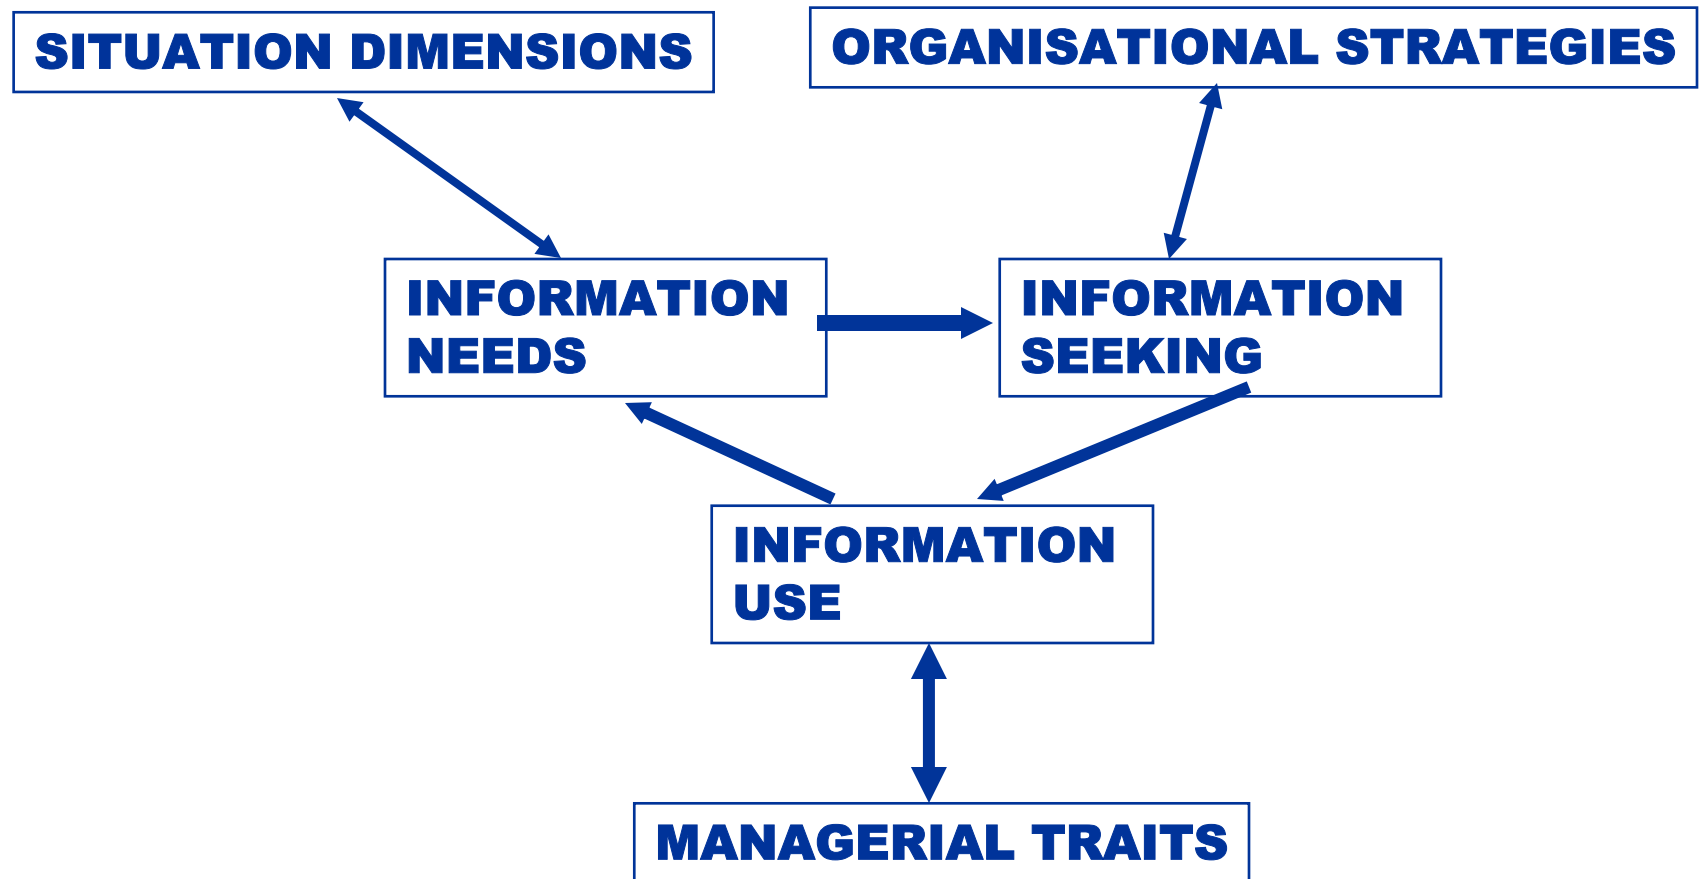 SITUATION DIMENSIONS
ORGANISATIONAL STRATEGIES
INFORMATION
NEEDS
INFORMATION
SEEKING
INFORMATION
USE
MANAGERIAL TRAITS